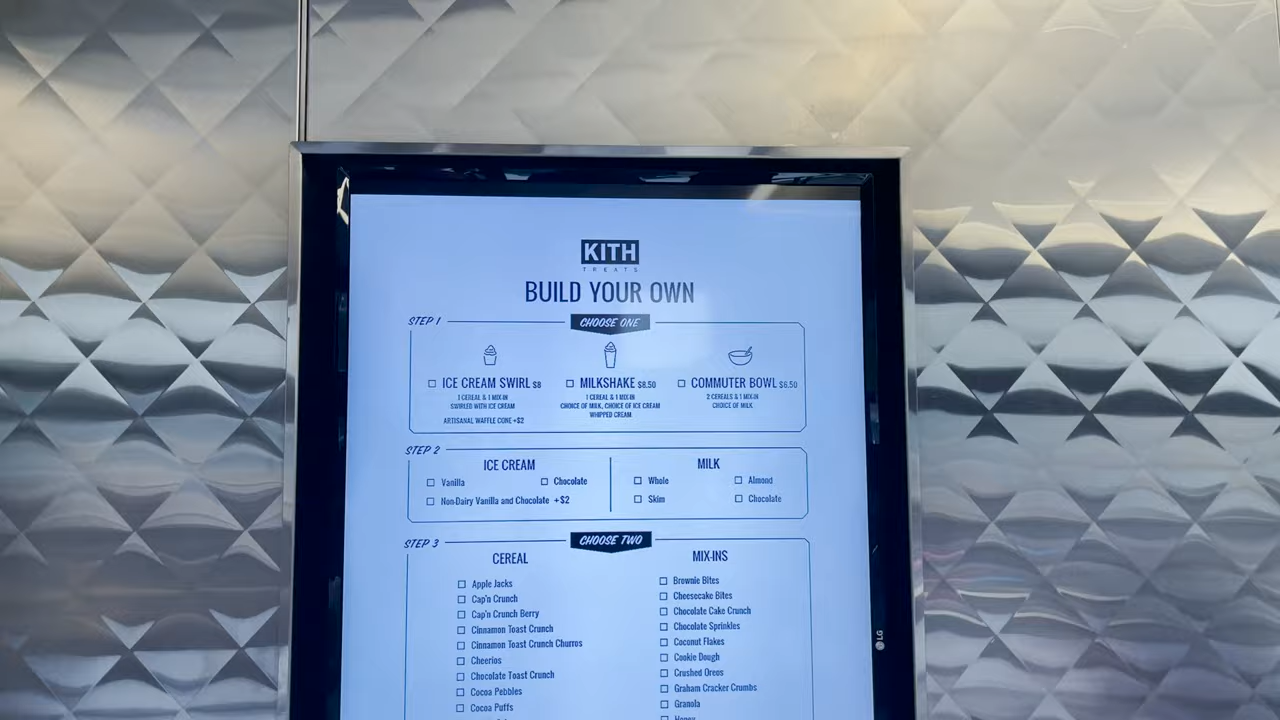 KITH
TREATS
BUILD YOUR OWN
STEP 1
CHOOSE ONE
ICE CREAM SWIRL $8
1 CEREAL & 1 MIX-IN
SWIRLED WITH ICE CREAM
ARTISANAL WAFFLE CONE +$2
MILKSHAKE $8.50
1 CEREAL & 1 MIX-IN
CHOICE OF MILK, CHOICE OF ICE CREAM
WHIPPED CREAM
COMMUTER BOWL $6.50
2 CEREALS & 1 MIX-IN
CHOICE OF MILK
STEP 2
ICE CREAM
Vanilla
Chocolate
Non-Dairy Vanilla and Chocolate +$2
MILK
Whole
Almond
Skim
Chocolate
STEP 3
CHOOSE TWO
CEREAL
Apple Jacks
Cap'n Crunch
Cap'n Crunch Berry
Cinnamon Toast Crunch
Cinnamon Toast Crunch Churros
Cheerios
Chocolate Toast Crunch
Cocoa Pebbles
Cocoa Puffs
MIX-INS
Brownie Bites
Cheesecake Bites
Chocolate Cake Crunch
Chocolate Sprinkles
Coconut Flakes
Cookie Dough
Crushed Oreos
Graham Cracker Crumbs
Granola
LG